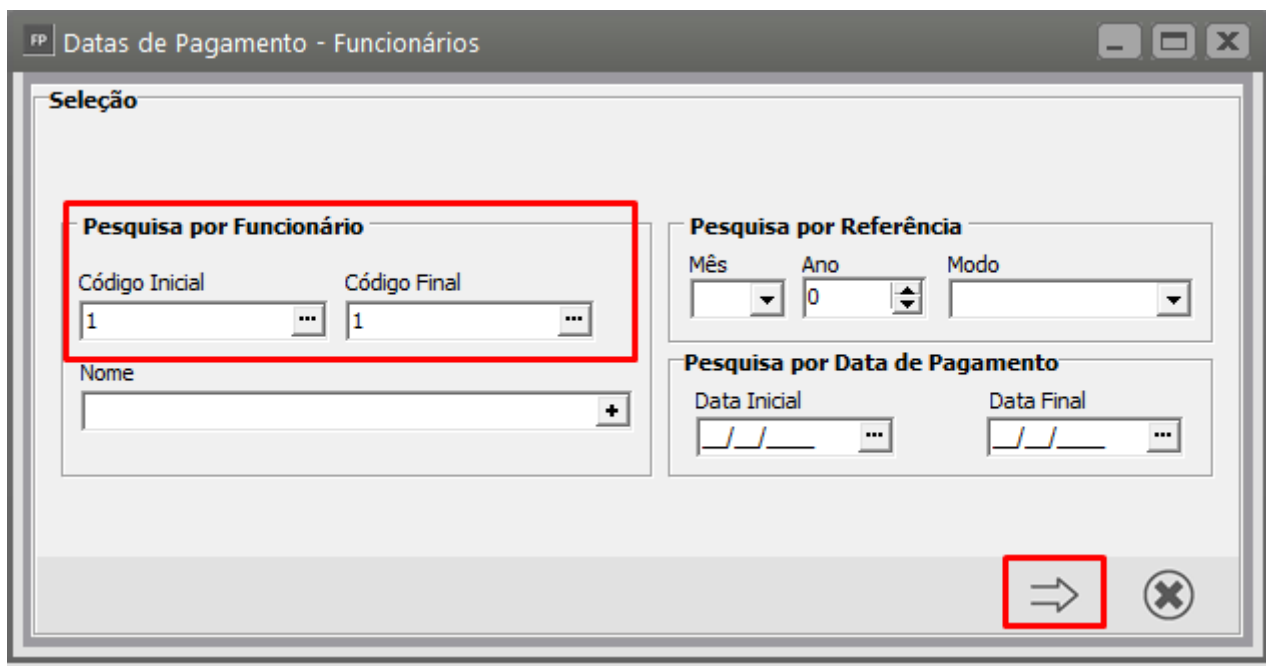 FP Datas de Pagamento - Funcionários
Seleção
Pesquisa por Funcionário
Código Inicial Código Final
1 ... 1 ...
Nome
+
Pesquisa por Referência
Mês Ano Modo
0
Pesquisa por Data de Pagamento
Data Inicial Data Final
__/__/____ ... __/__/____ ...